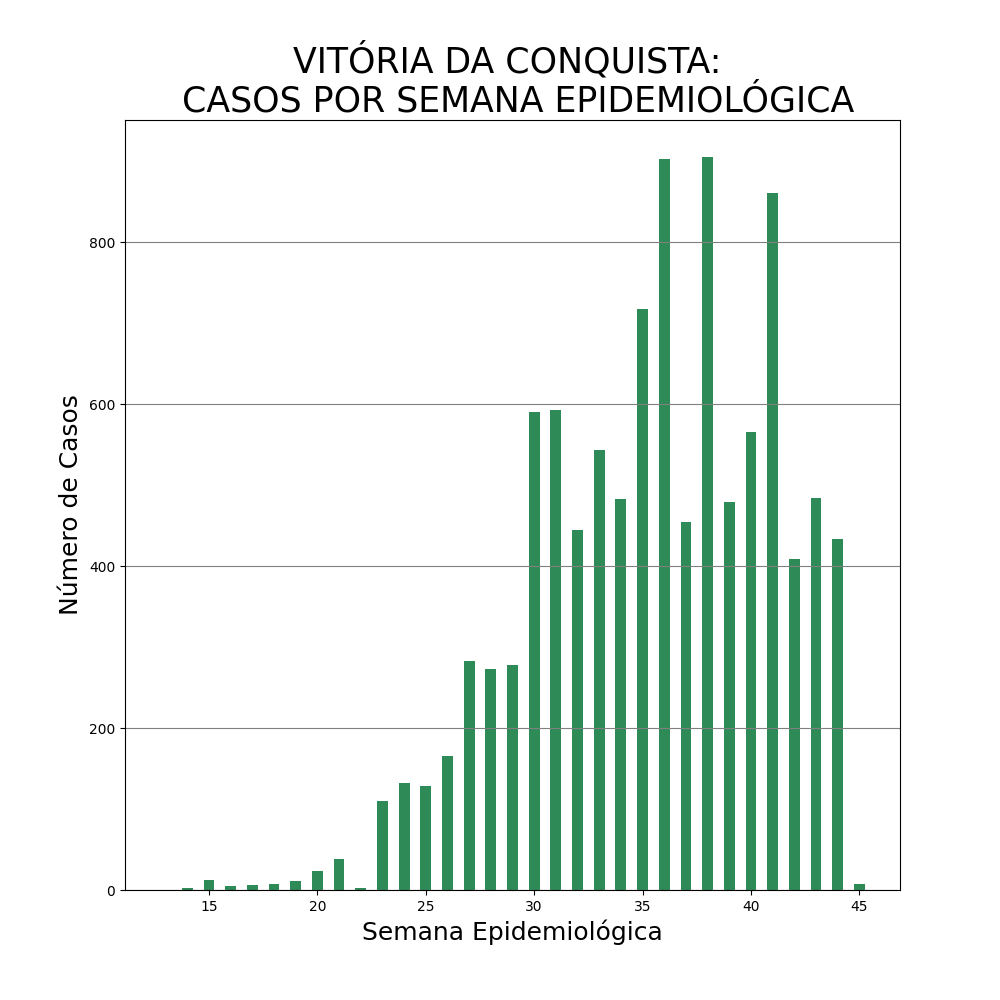 VITÓRIA DA CONQUISTA:
CASOS POR SEMANA EPIDEMIOLÓGICA
Número de Casos
800
600
400
200
0
15 20 25 30 35 40 45
Semana Epidemiológica